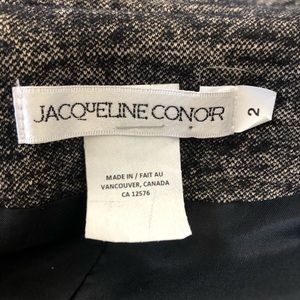 JACQUELINE CONOIR
2
MADE IN / FAIT AU
VANCOUVER, CANADA
CA 12576